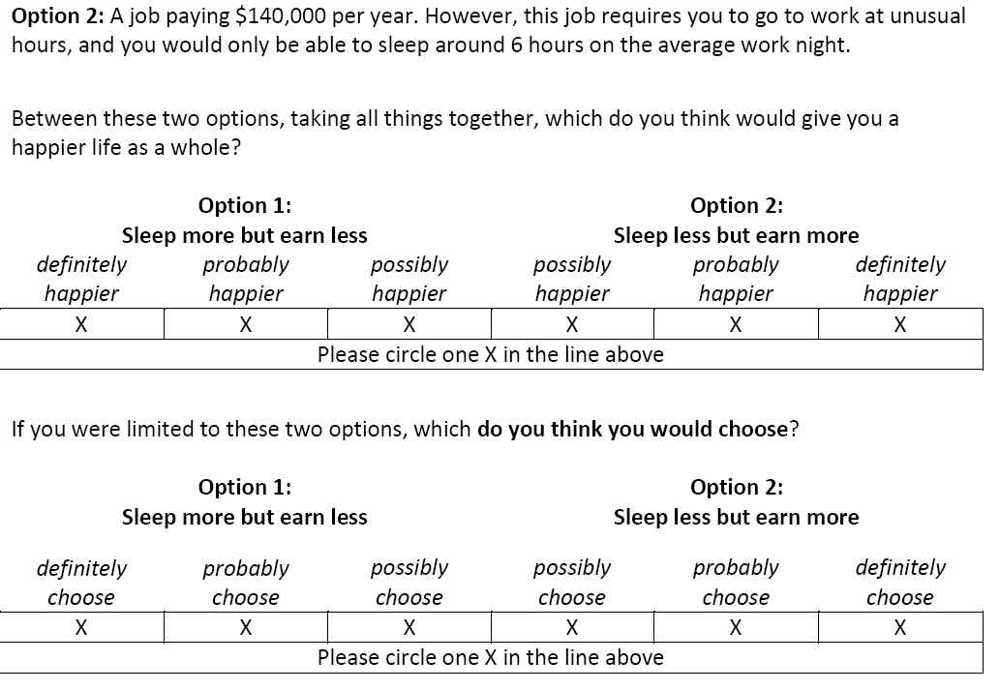 Option 2: A job paying $140,000 per year. However, this job requires you to go to work at unusual
hours, and you would only be able to sleep around 6 hours on the average work night.
Between these two options, taking all things together, which do you think would give you a
happier life as a whole?
Option 1: Option 2:
Sleep more but earn less Sleep less but earn more
definitely probably possibly possibly probably definitely
happier happier happier happier happier happier
X X X X X X
Please circle one X in the line above
If you were limited to these two options, which do you think you would choose?
Option 1: Option 2:
Sleep more but earn less Sleep less but earn more
definitely probably possibly possibly probably definitely
choose choose choose choose choose choose
X X X X X X
Please circle one X in the line above